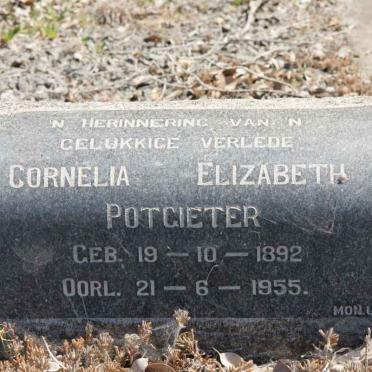 'N HERINNERING VAN 'N
GELUKKIGE VERLEDE
CORNELIA ELIZABETH
POTGIETER
GEB. 19 – 10 – 1892
OORL. 21 – 6 – 1955.